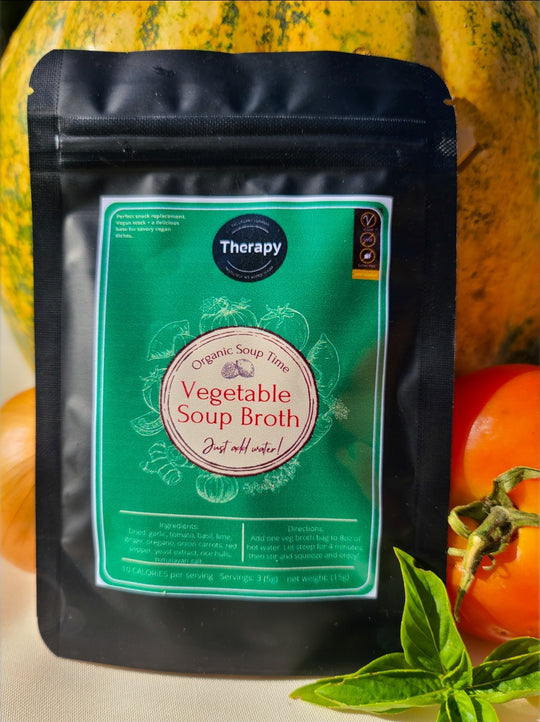 Perfect snack replacement.
Vegan Wick + a delicious
base for savory vegan
dishes.
Therapy
Organic Soup Time
Vegetable
Soup Broth
Just add water!
Ingredients:
Dried garlic, tomato, basil, lime,
ginger, oregano, onion, carrots, red
pepper, yeast extract, rice hulls,
himalayan salt
Directions:
Add one veg broth bag to 8oz of
hot water. Let steep for 4 minutes,
then stir and squeeze and enjoy!
10 CALORIES per serving Servings: 3 (5g) net weight: (15g)